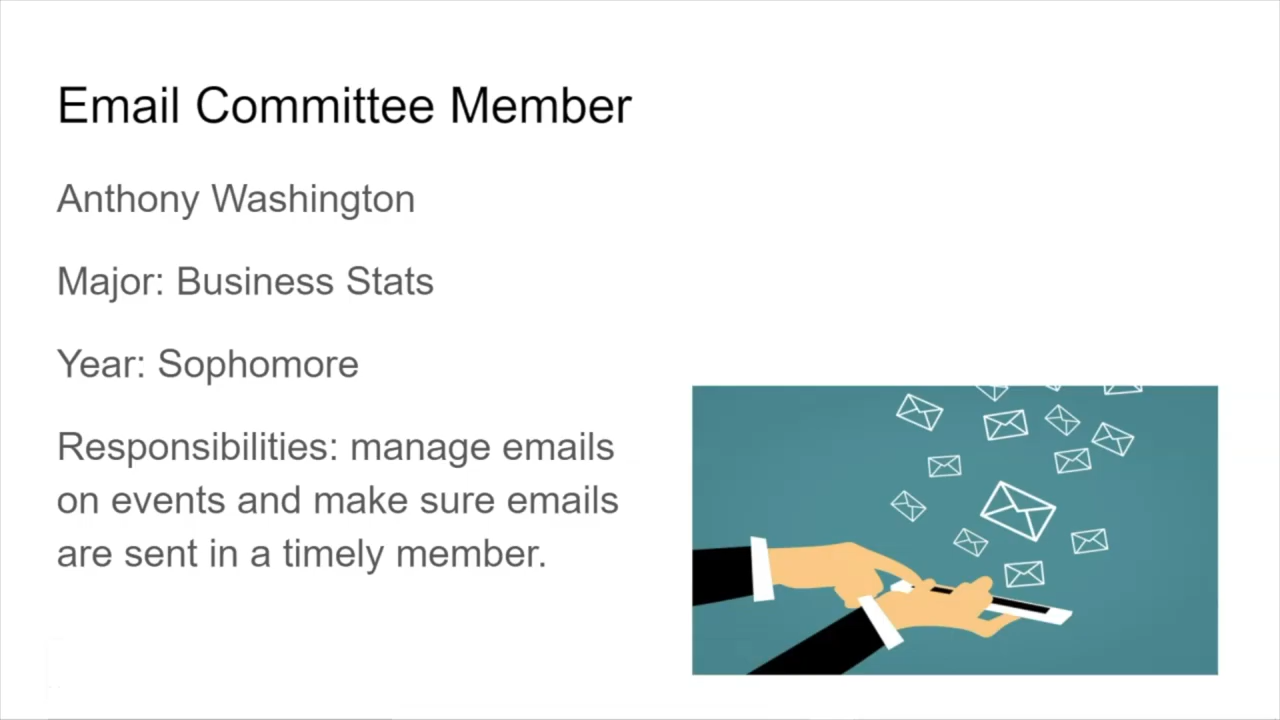 Email Committee Member
Anthony Washington
Major: Business Stats
Year: Sophomore
Responsibilities: manage emails
on events and make sure emails
are sent in a timely member.